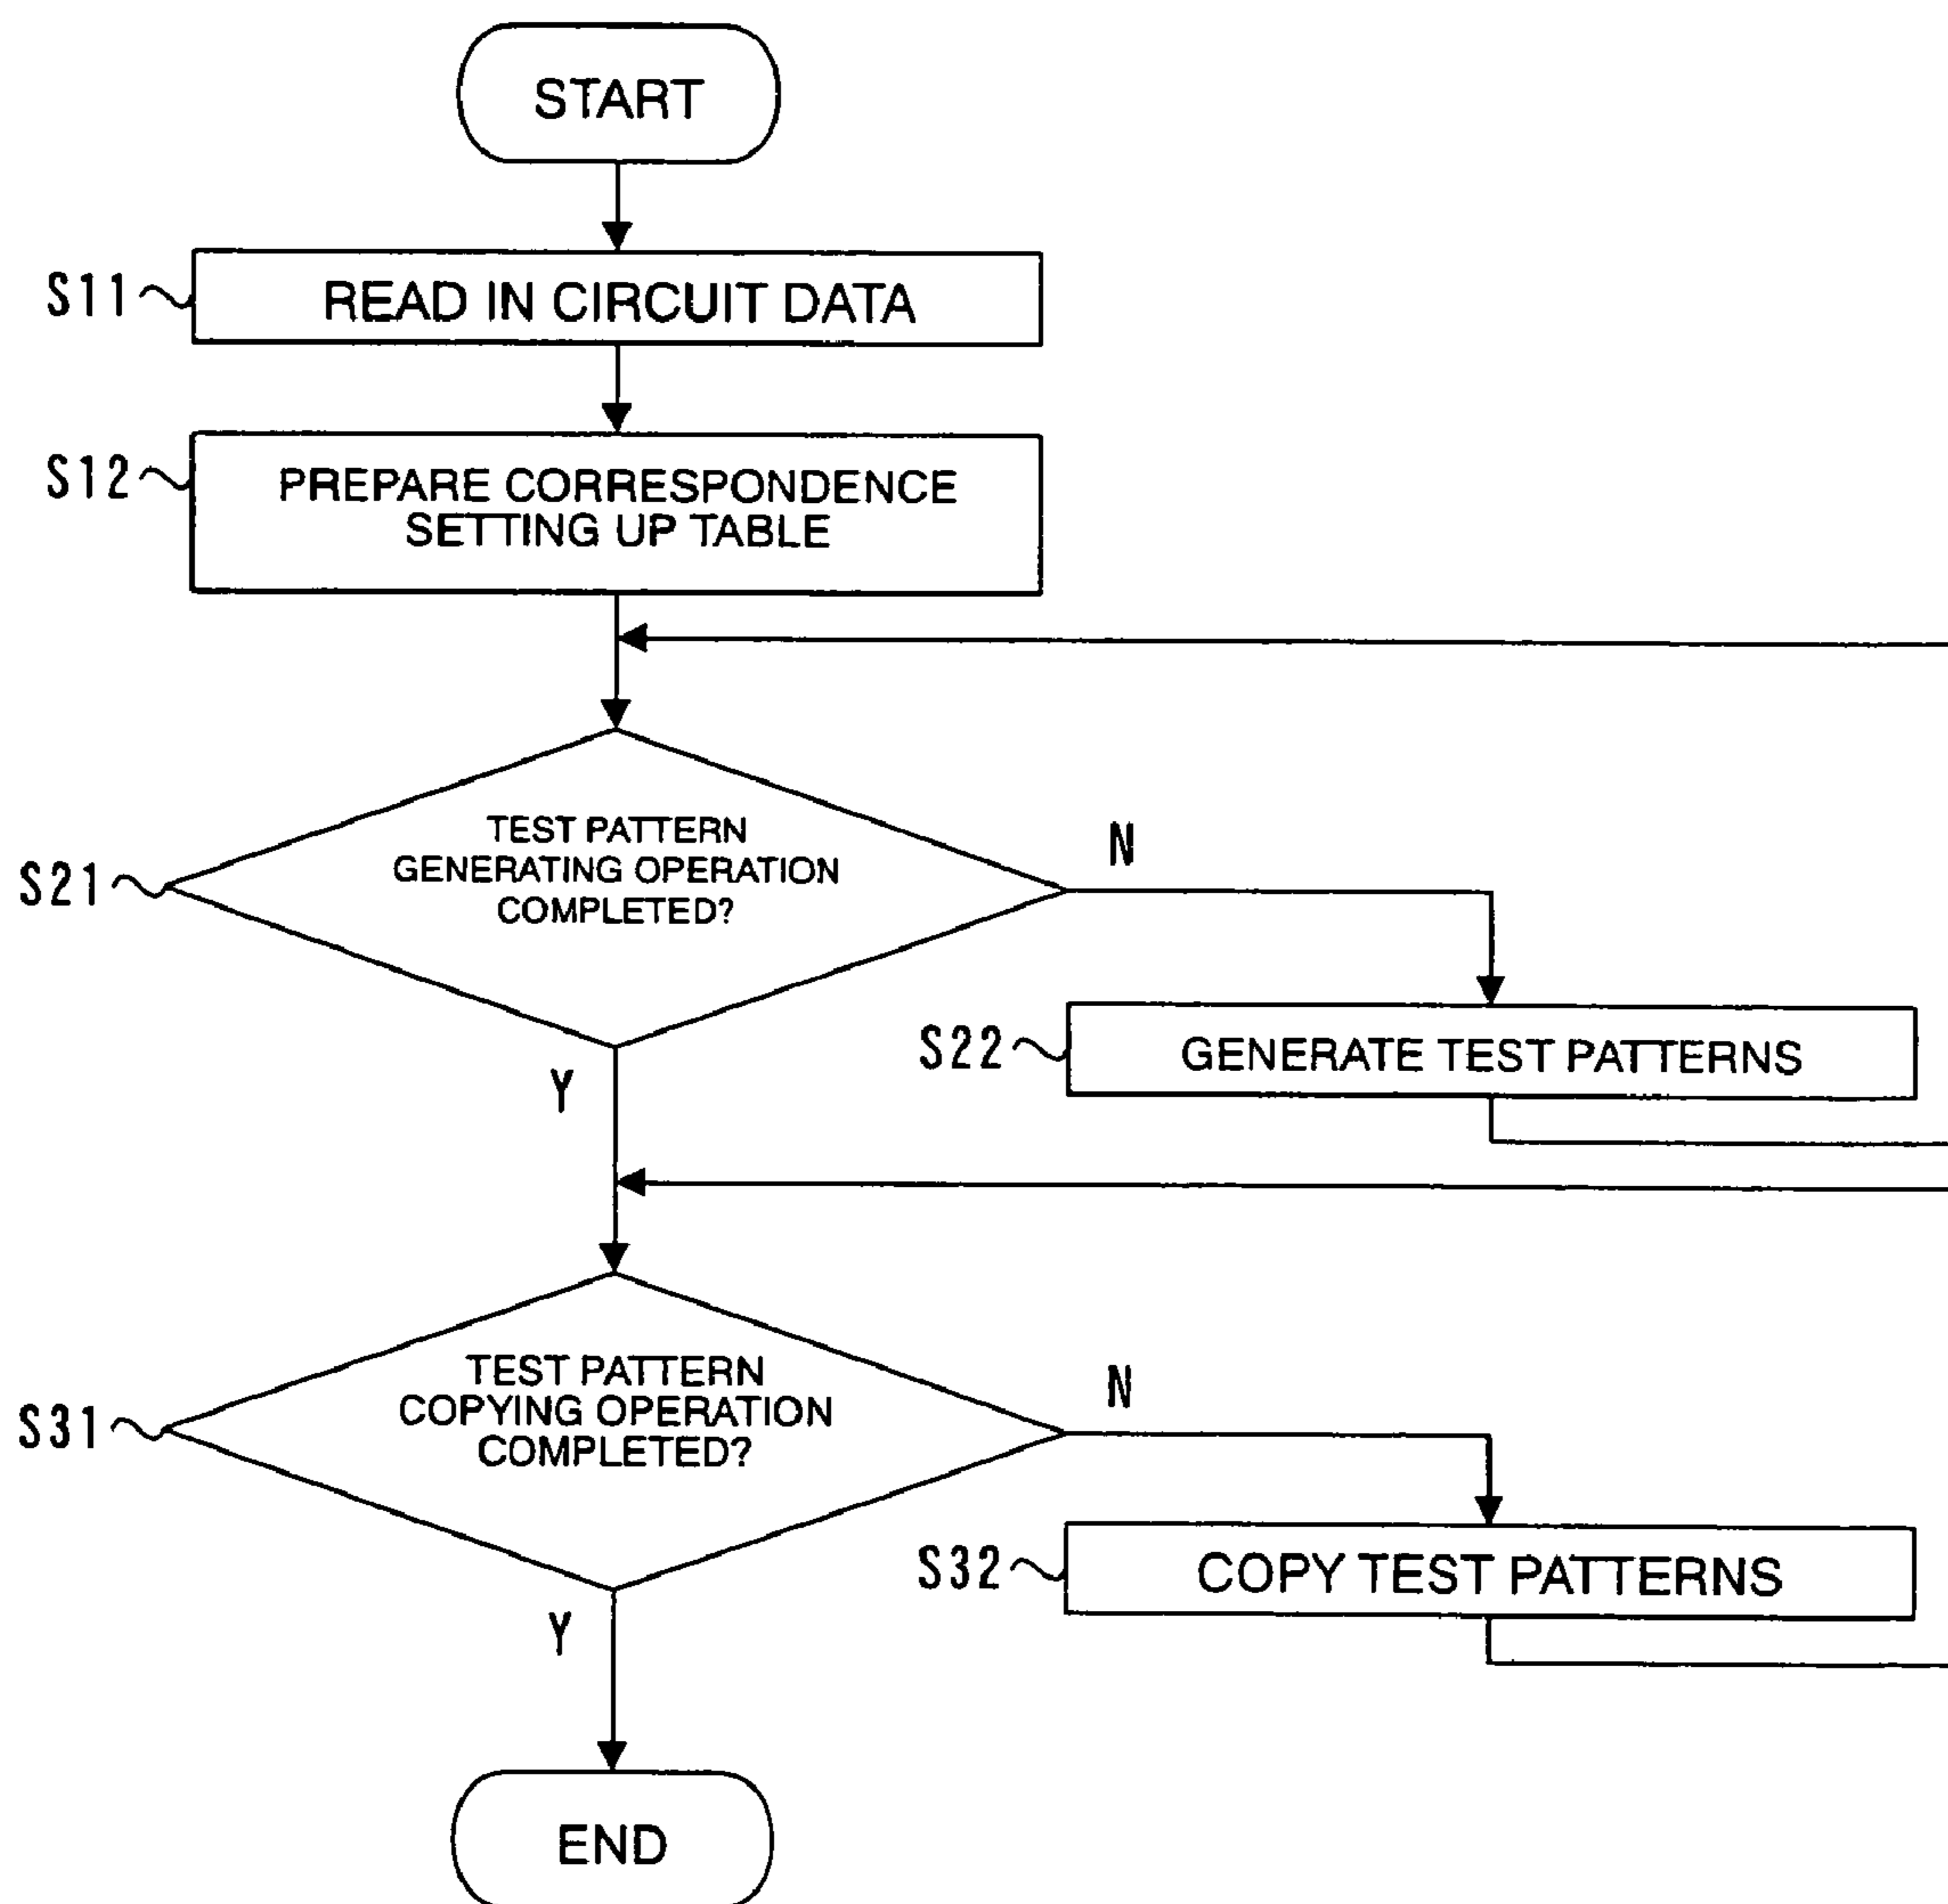 START
S11
READ IN CIRCUIT DATA
S12
PREPARE CORRESPONDENCE
SETTING UP TABLE
TEST PATTERN
GENERATING OPERATION
COMPLETED?
S21
N
S22
GENERATE TEST PATTERNS
Y
TEST PATTERN
COPYING OPERATION
COMPLETED?
S31
N
S32
COPY TEST PATTERNS
Y
END